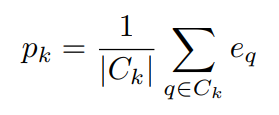 p_k = \frac{1}{|C_k|} \sum_{q \in C_k} e_q